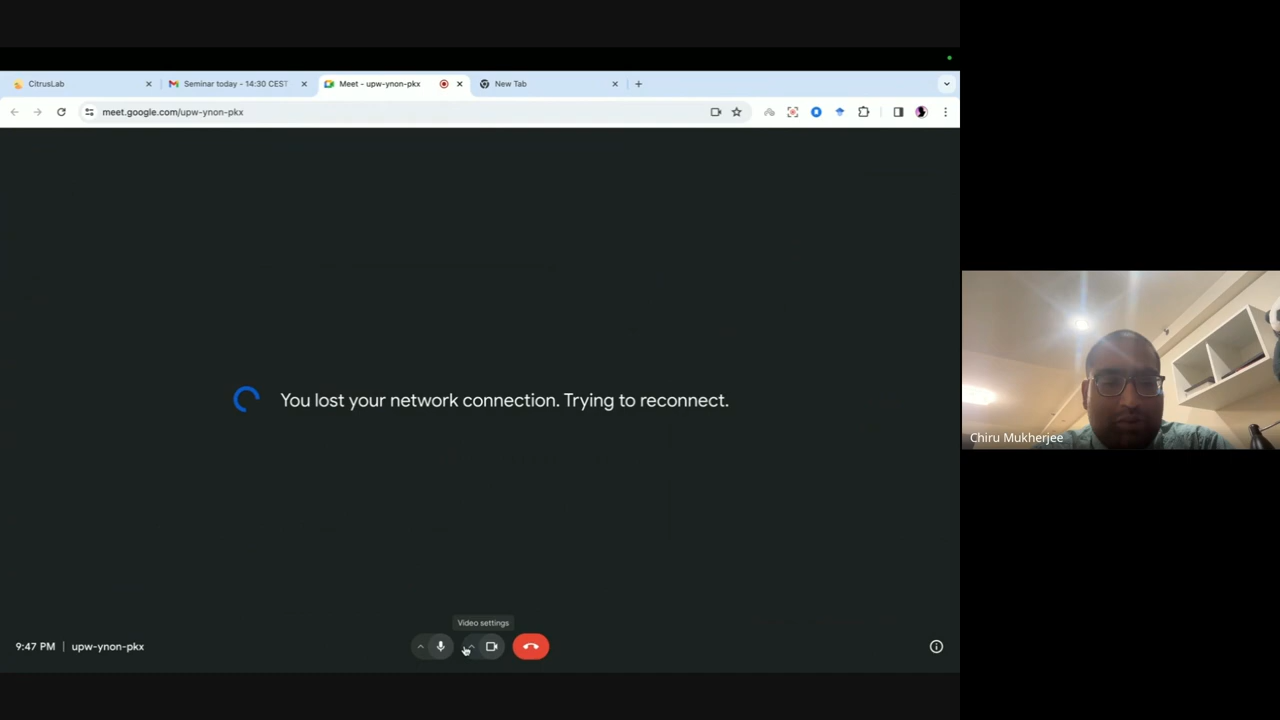 CitrusLab
Seminar today - 14:30 CEST
Meet - upw-ynon-pkx
New Tab
meet.google.com/upw-ynon-pkx
You lost your network connection. Trying to reconnect.
Chiru Mukherjee
Video settings
9:47 PM | upw-ynon-pkx